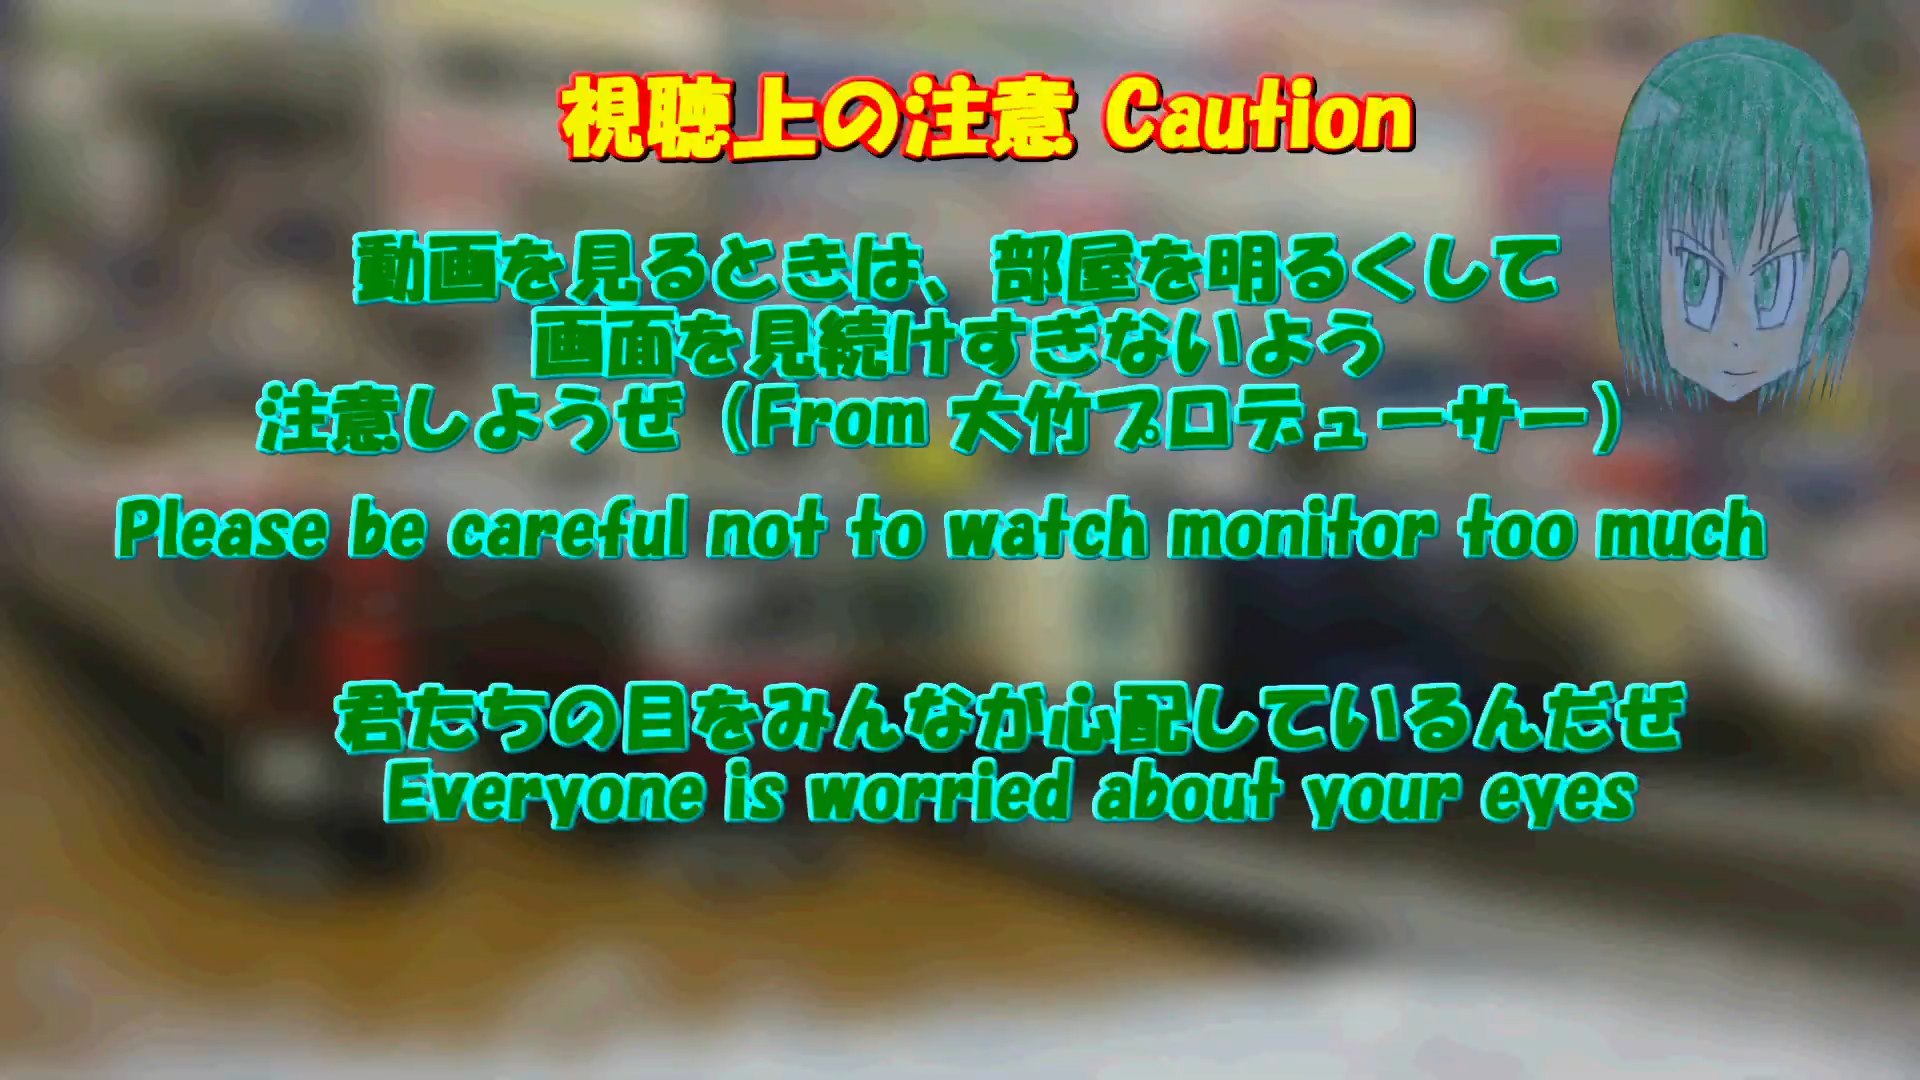 視聴上の注意 Caution
動画を見るときは、部屋を明るくして
画面を見続けすぎないよう
注意しようぜ（From 大竹プロデューサー）
Please be careful not to watch monitor too much
君たちの目をみんなが心配しているんだぜ
Everyone is worried about your eyes